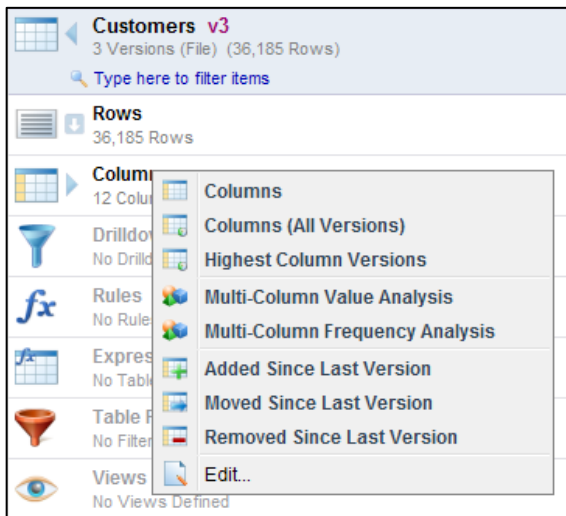 Customers v3
3 Versions (File) (36,185 Rows)
Type here to filter items
Rows
36,185 Rows
Colum
12 Colu
Columns
Columns (All Versions)
Highest Column Versions
Multi-Column Value Analysis
Multi-Column Frequency Analysis
Added Since Last Version
Moved Since Last Version
Removed Since Last Version
Edit...
Drilldo
No Drilld
fx Rules
No Rule
fx Expres
No Tabl
Table F
No Filter
Views
No Views Defined